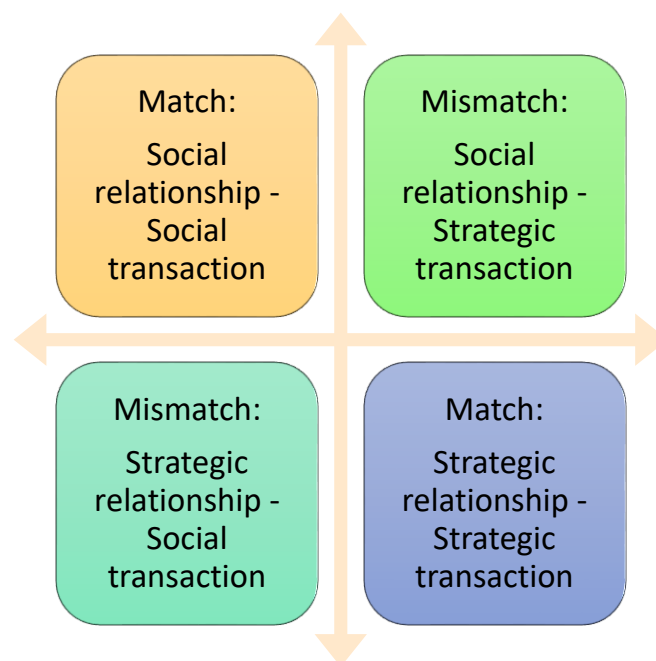 Match:
Social
relationship -
Social
transaction
Mismatch:
Social
relationship -
Strategic
transaction
Mismatch:
Strategic
relationship -
Social
transaction
Match:
Strategic
relationship -
Strategic
transaction